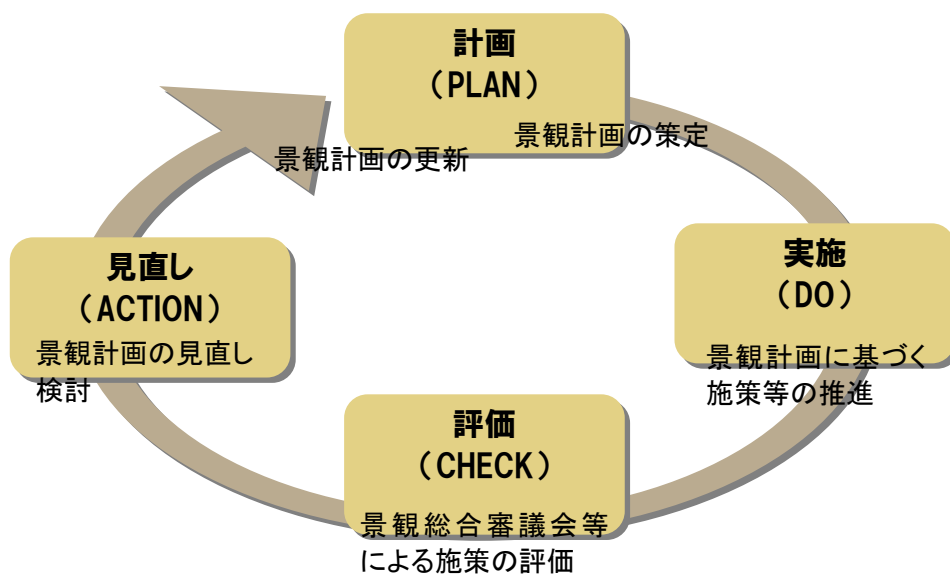 計画
(PLAN)
景観計画の策定
景観計画の更新
実施
(DO)
景観計画に基づく
施策等の推進
評価
(CHECK)
景観総合審議会等
による施策の評価
見直し
(ACTION)
景観計画の見直し
検討